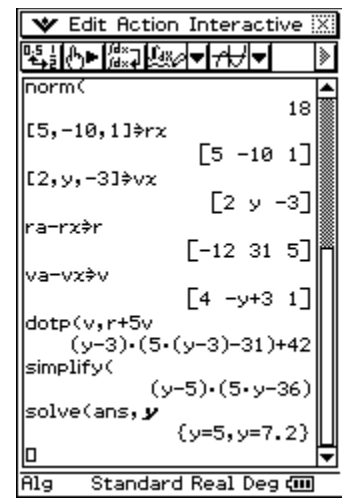 Edit Action Interactive
norm(
18
[5,-10,1]⇒rx
[5 -10 1]
[2,y,-3]⇒vx
[2 y -3]
ra-rx⇒r
[-12 31 5]
va-vx⇒v
[4 -y+3 1]
dotp(v,r+5v
(y-3)·(5·(y-3)-31)+42
simplify(
(y-5)·(5·y-36)
solve(ans,y
{y=5,y=7.2}
Alg Standard Real Deg